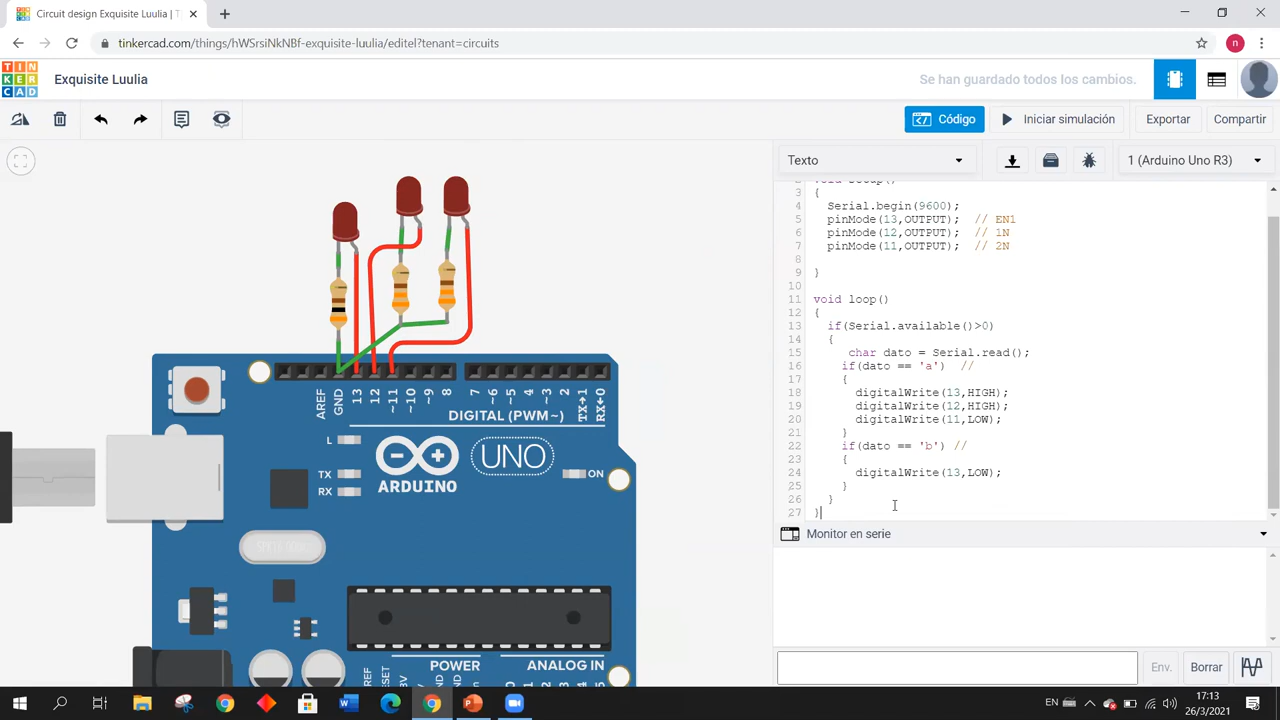 Circuit design Exquisite Luulia | T
tinkercad.com/things/hWSrsiNkNBf-exquisite-luulia/editel?tenant=circuits
n
TIN
KER
CAD
Exquisite Luulia
Se han guardado todos los cambios.
Código
Iniciar simulación
Exportar
Compartir
Texto
1 (Arduino Uno R3)
2 void setup()
3 {
4 Serial.begin(9600);
5 pinMode(13,OUTPUT); // EN1
6 pinMode(12,OUTPUT); // 1N
7 pinMode(11,OUTPUT); // 2N
8
9 }
10
11 void loop()
12 {
13 if(Serial.available()>0)
14 {
15 char dato = Serial.read();
16 if(dato == 'a') //
17 {
18 digitalWrite(13,HIGH);
19 digitalWrite(12,HIGH);
20 digitalWrite(11,LOW);
21 }
22 if(dato == 'b') //
23 {
24 digitalWrite(13,LOW);
25 }
26 }
27 }
Monitor en serie
Env.
Borrar
AREF
GND
13
12
~11
~10
~9
8
7
~6
~5
4
~3
2
TX→1
RX←0
DIGITAL (PWM~)
L
TX
RX
ARDUINO
UNO
ON
POWER
ANALOG IN
EN
17:13
26/3/2021